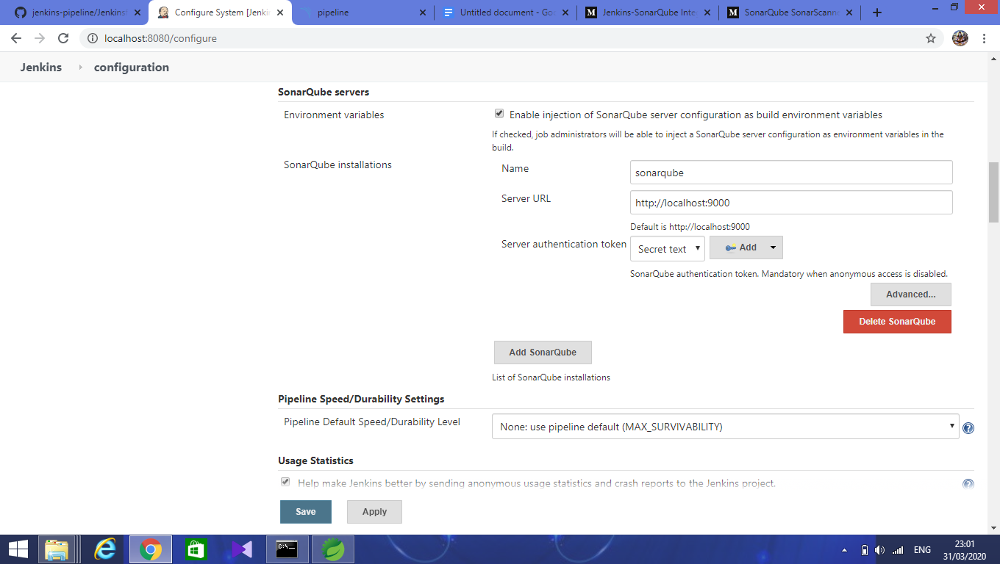 jenkins-pipeline/Jenkinsf
Configure System [Jenki
pipeline
Untitled document - Goo
Jenkins-SonarQube Inte
SonarQube SonarScanne
localhost:8080/configure
Jenkins
configuration
SonarQube servers
Environment variables
Enable injection of SonarQube server configuration as build environment variables
If checked, job administrators will be able to inject a SonarQube server configuration as environment variables in the
build.
SonarQube installations
Name
sonarqube
Server URL
http://localhost:9000
Default is http://localhost:9000
Server authentication token
Secret text
Add
SonarQube authentication token. Mandatory when anonymous access is disabled.
Advanced...
Delete SonarQube
Add SonarQube
List of SonarQube installations
Pipeline Speed/Durability Settings
Pipeline Default Speed/Durability Level
None: use pipeline default (MAX_SURVIVABILITY)
Usage Statistics
Help make Jenkins better by sending anonymous usage statistics and crash reports to the Jenkins project.
Save
Apply
ENG
23:01
31/03/2020